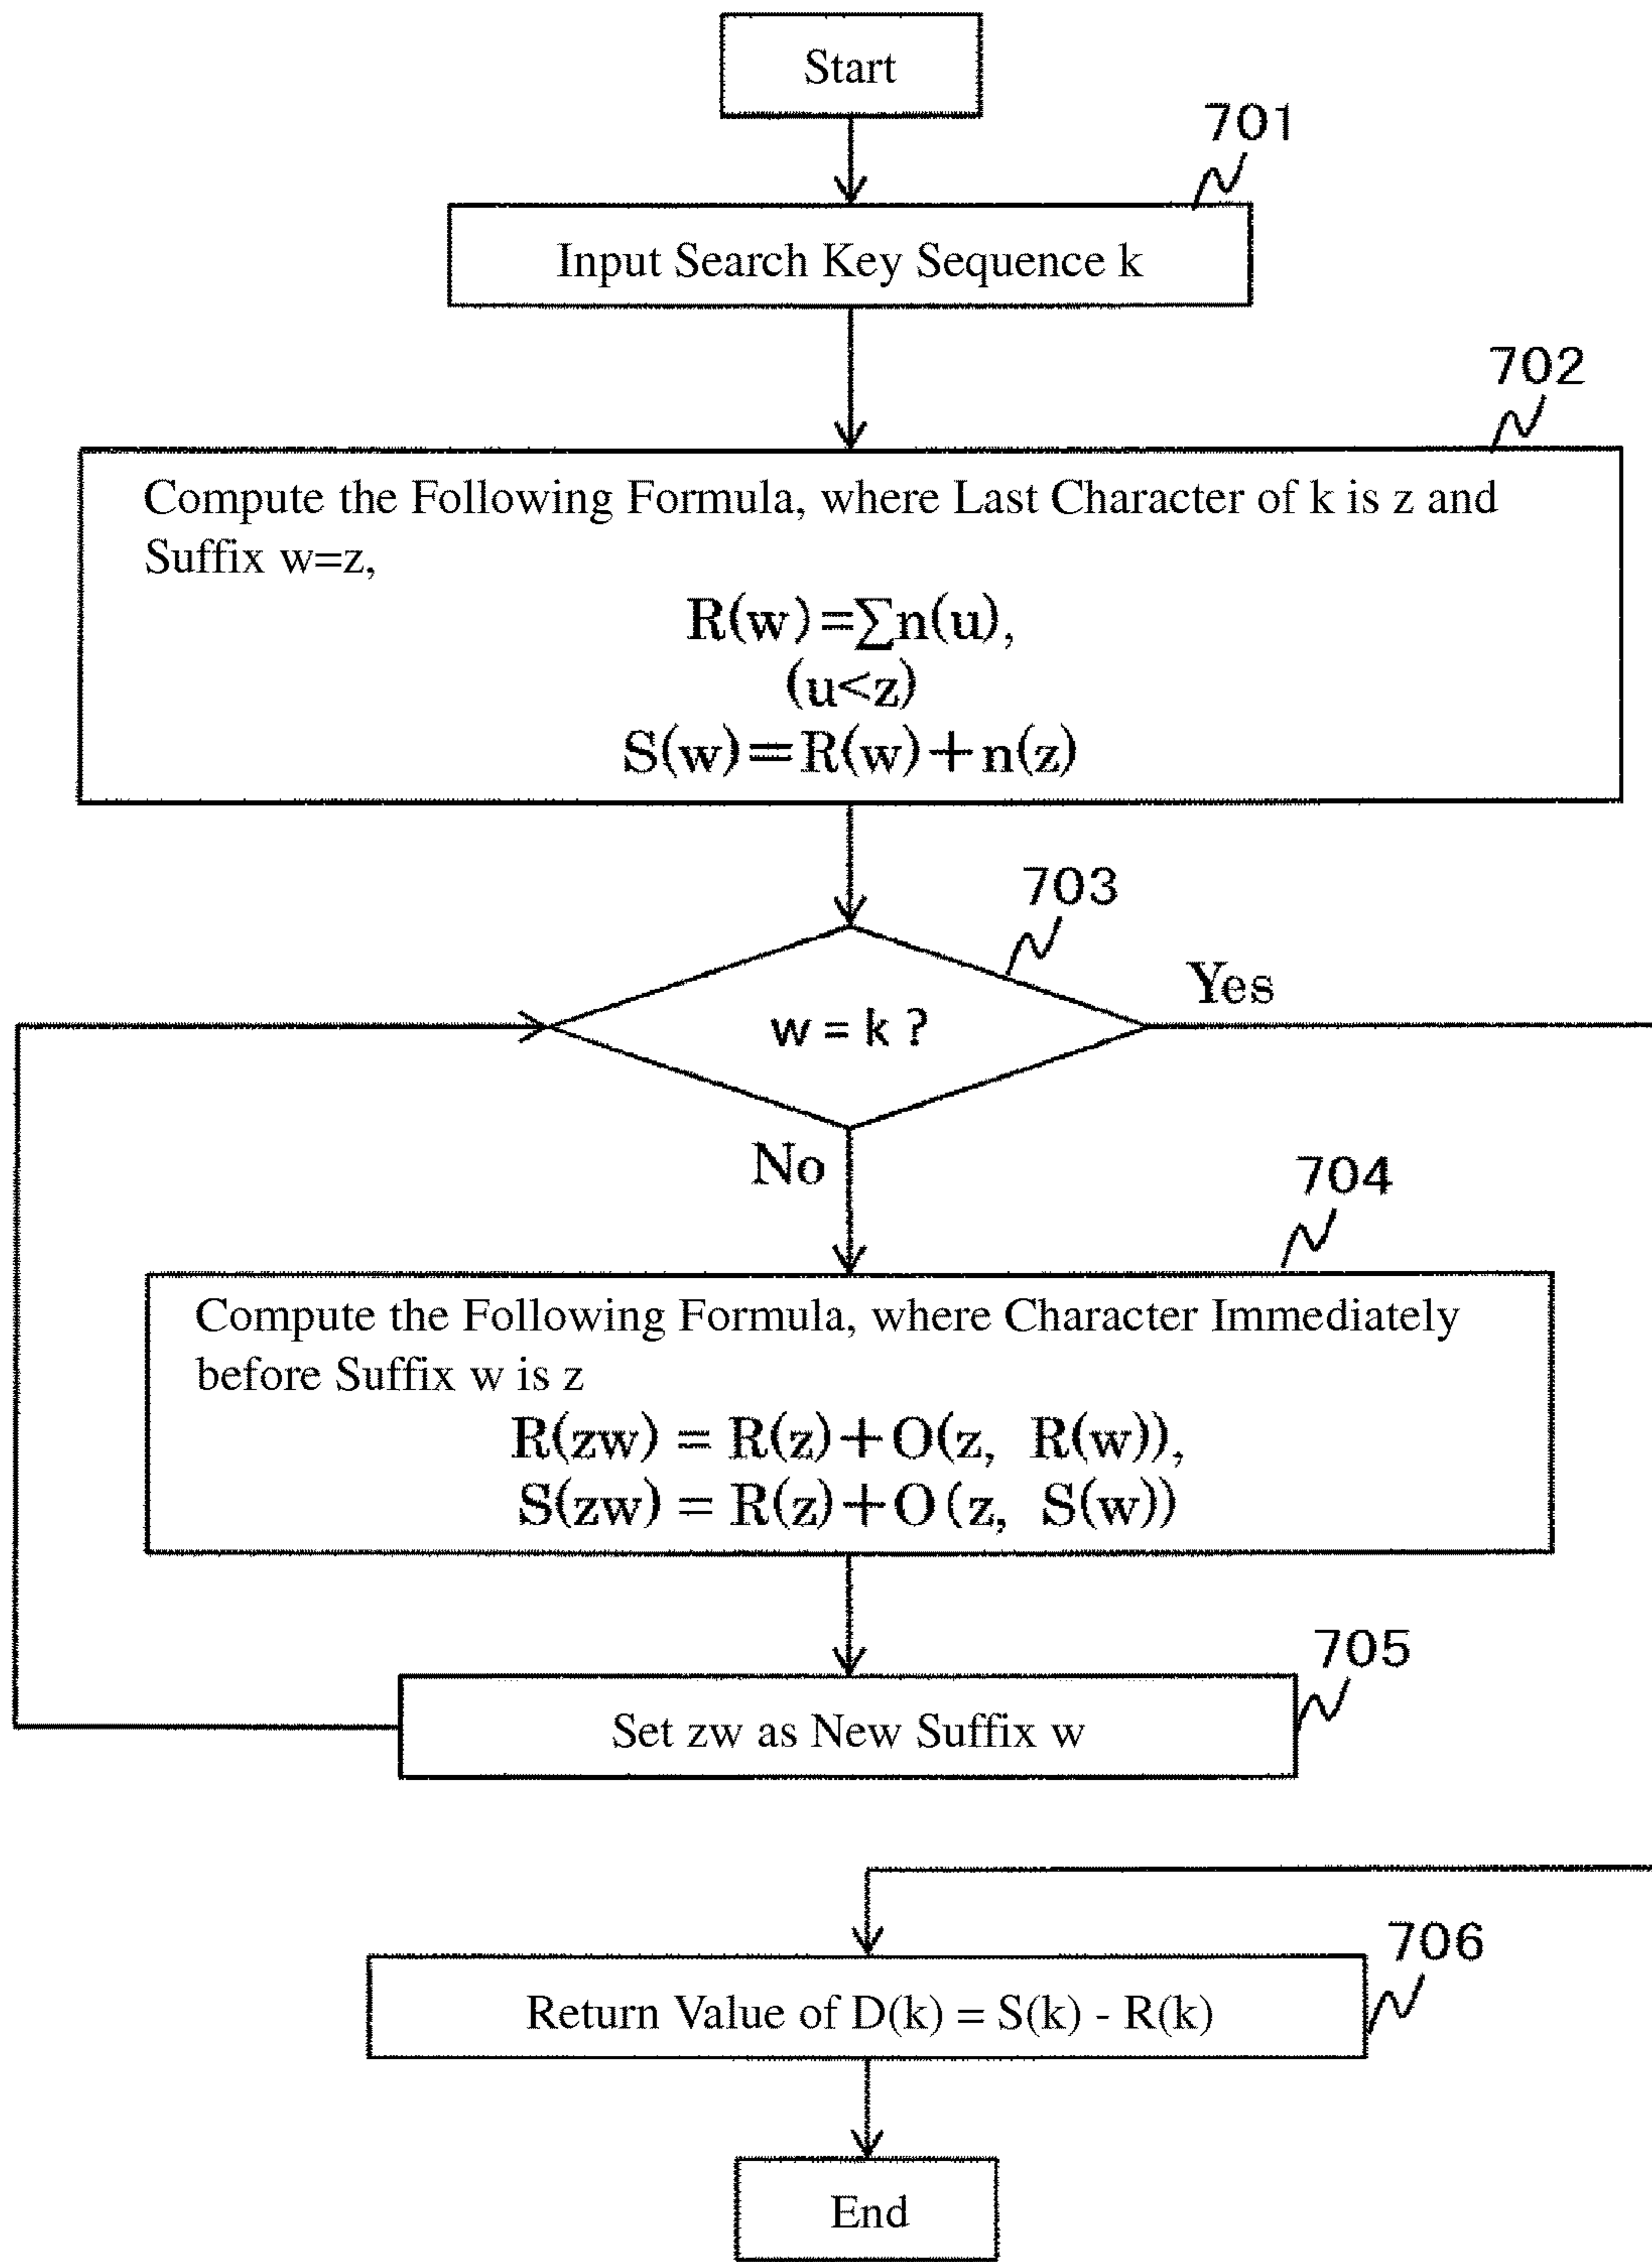 Start
701
Input Search Key Sequence k
702
Compute the Following Formula, where Last Character of k is z and
Suffix w=z,
R(w)=∑n(u),
(u<z)
S(w)=R(w)+n(z)
703
w = k ?
Yes
No
704
Compute the Following Formula, where Character Immediately
before Suffix w is z
R(zw) = R(z)+O(z, R(w)),
S(zw) = R(z)+O(z, S(w))
705
Set zw as New Suffix w
706
Return Value of D(k) = S(k) - R(k)
End